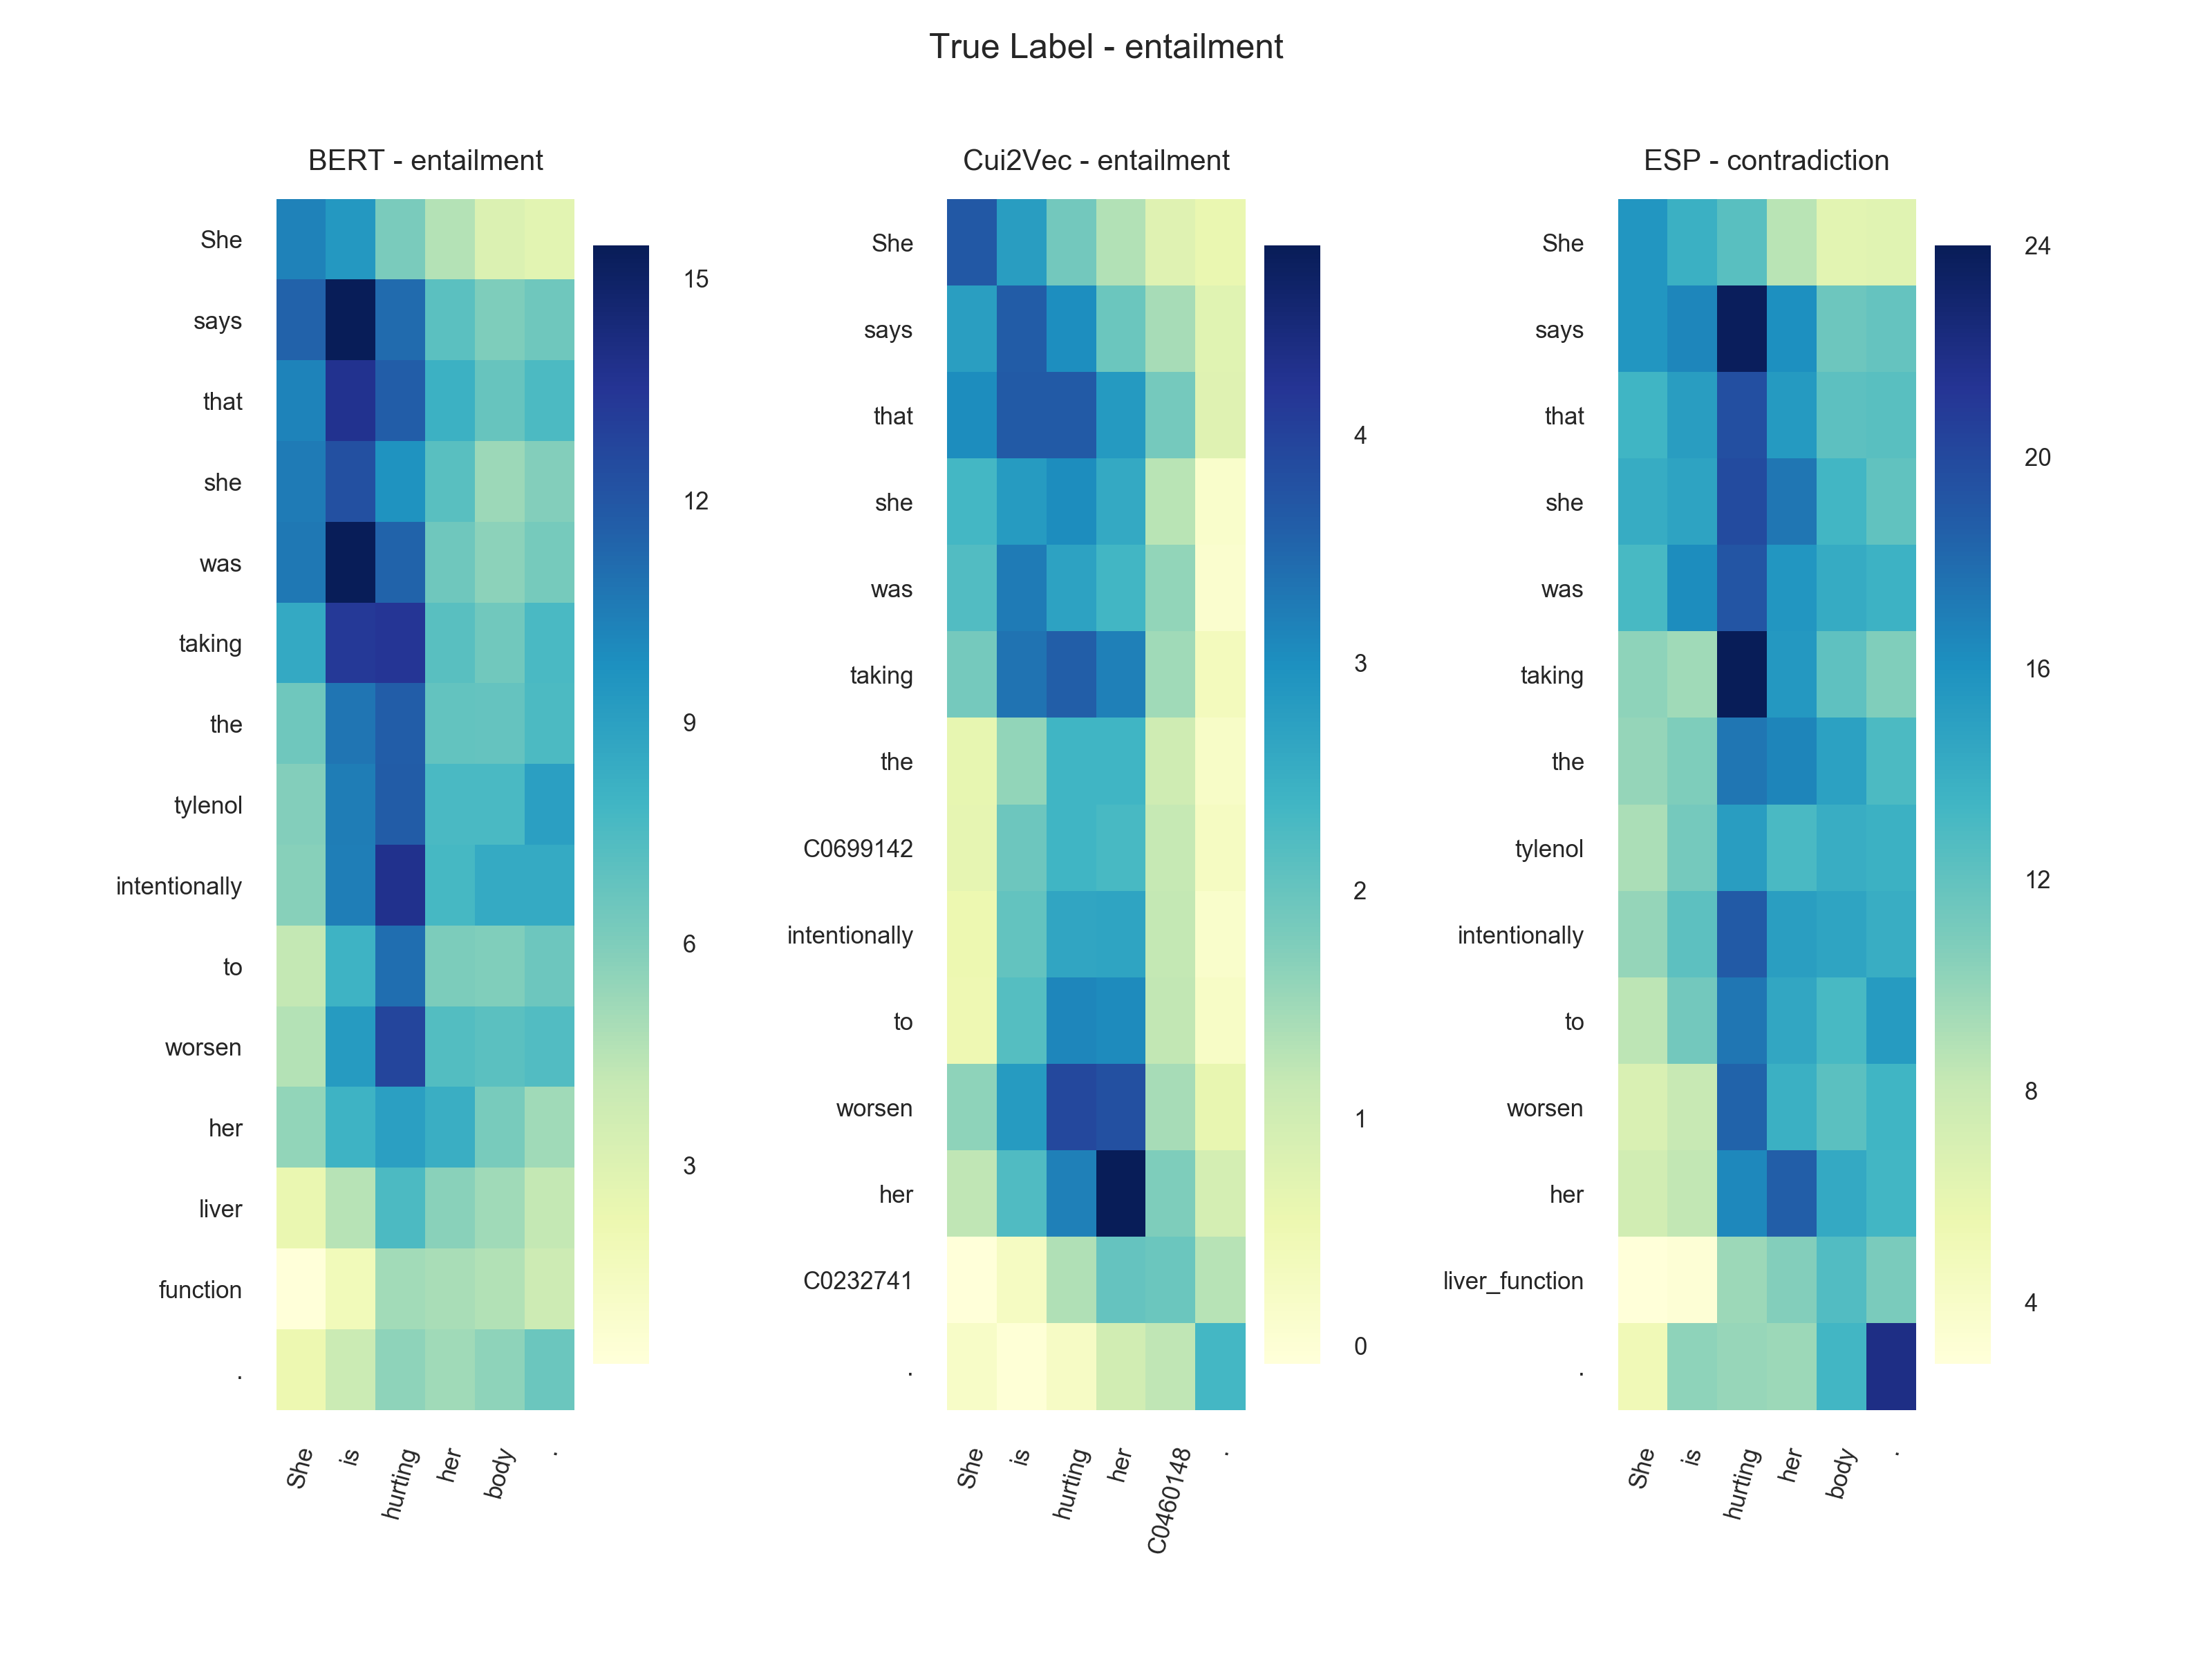 True Label - entailment
BERT - entailment
She
says
that
she
was
taking
the
tylenol
intentionally
to
worsen
her
liver
function
.
She
is
hurting
her
body
.
15
12
9
6
3
Cui2Vec - entailment
She
says
that
she
was
taking
the
C0699142
intentionally
to
worsen
her
C0232741
.
She
is
hurting
her
C0460148
.
4
3
2
1
0
ESP - contradiction
She
says
that
she
was
taking
the
tylenol
intentionally
to
worsen
her
liver_function
.
She
is
hurting
her
body
.
24
20
16
12
8
4